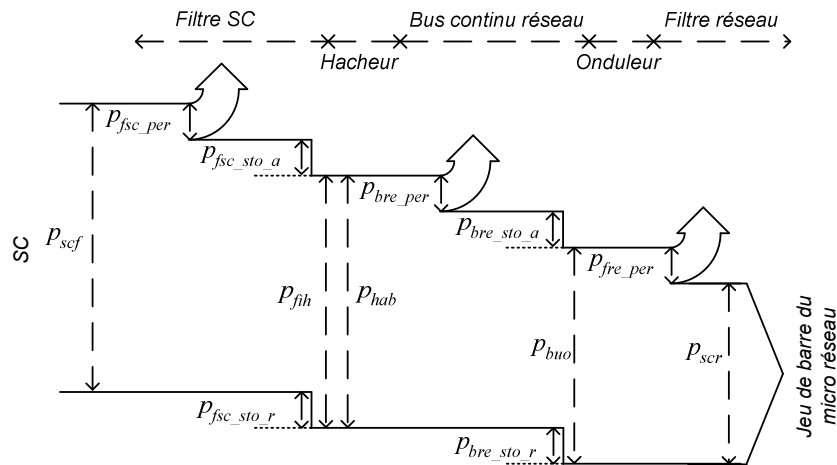 Filtre SC
Bus continu réseau
Filtre réseau
Hacheur
Onduleur
p_fsc_per
p_fsc_sto_a
p_bre_per
p_bre_sto_a
p_fre_per
SC
p_scf
p_fih
p_hab
p_buo
p_scr
Jeu de barre du
micro réseau
p_fsc_sto_r
p_bre_sto_r